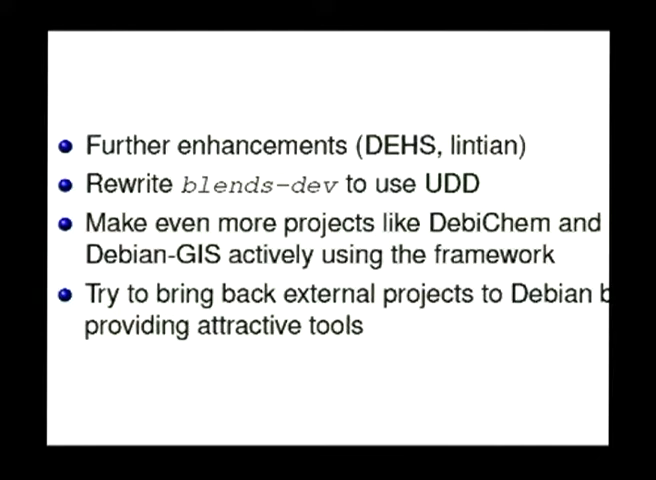 Further enhancements (DEHS, lintian)
Rewrite blends-dev to use UDD
Make even more projects like DebiChem and
Debian-GIS actively using the framework
Try to bring back external projects to Debian
providing attractive tools